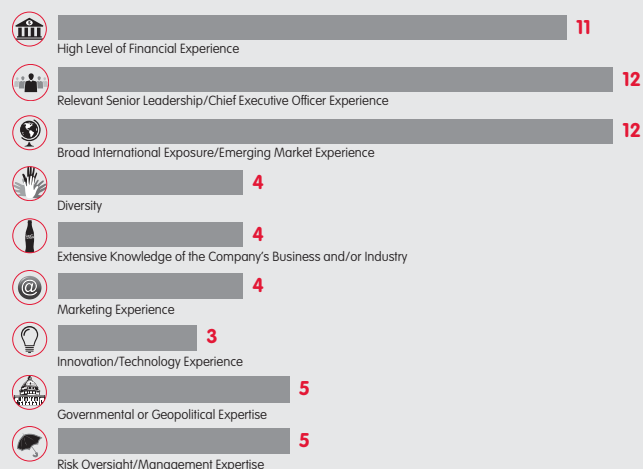 11
High Level of Financial Experience
12
Relevant Senior Leadership/Chief Executive Officer Experience
12
Broad International Exposure/Emerging Market Experience
4
Diversity
4
Extensive Knowledge of the Company's Business and/or Industry
@ 4
Marketing Experience
3
Innovation/Technology Experience
5
Governmental or Geopolitical Expertise
5
Risk Oversight/Management Expertise